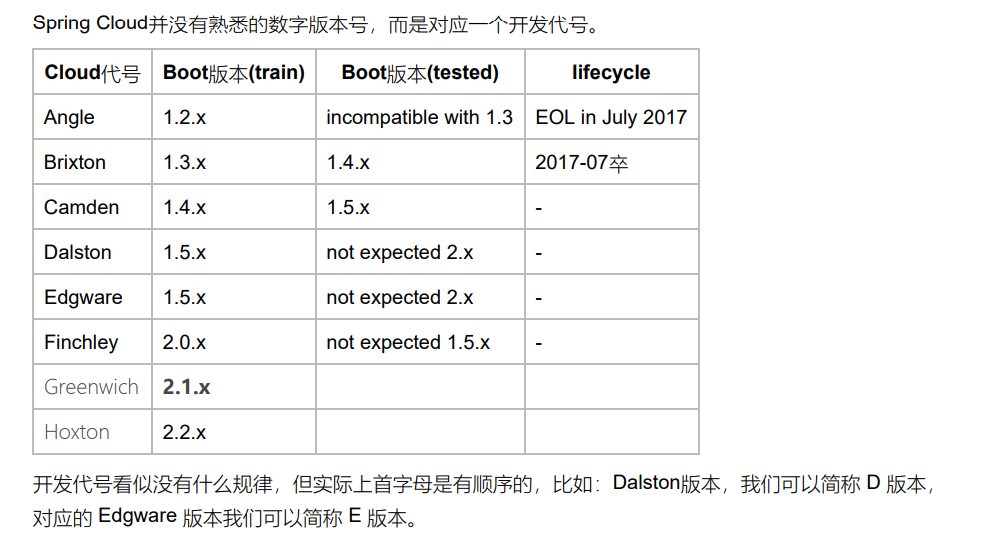 Spring Cloud并没有熟悉的数字版本号，而是对应一个开发代号。
Cloud代号 Boot版本(train) Boot版本(tested) lifecycle
Angle 1.2.x incompatible with 1.3 EOL in July 2017
Brixton 1.3.x 1.4.x 2017-07卒
Camden 1.4.x 1.5.x -
Dalston 1.5.x not expected 2.x -
Edgware 1.5.x not expected 2.x -
Finchley 2.0.x not expected 1.5.x -
Greenwich 2.1.x
Hoxton 2.2.x
开发代号看似没有什么规律，但实际上首字母是有顺序的，比如：Dalston版本，我们可以简称 D 版本，
对应的 Edgware 版本我们可以简称 E 版本。